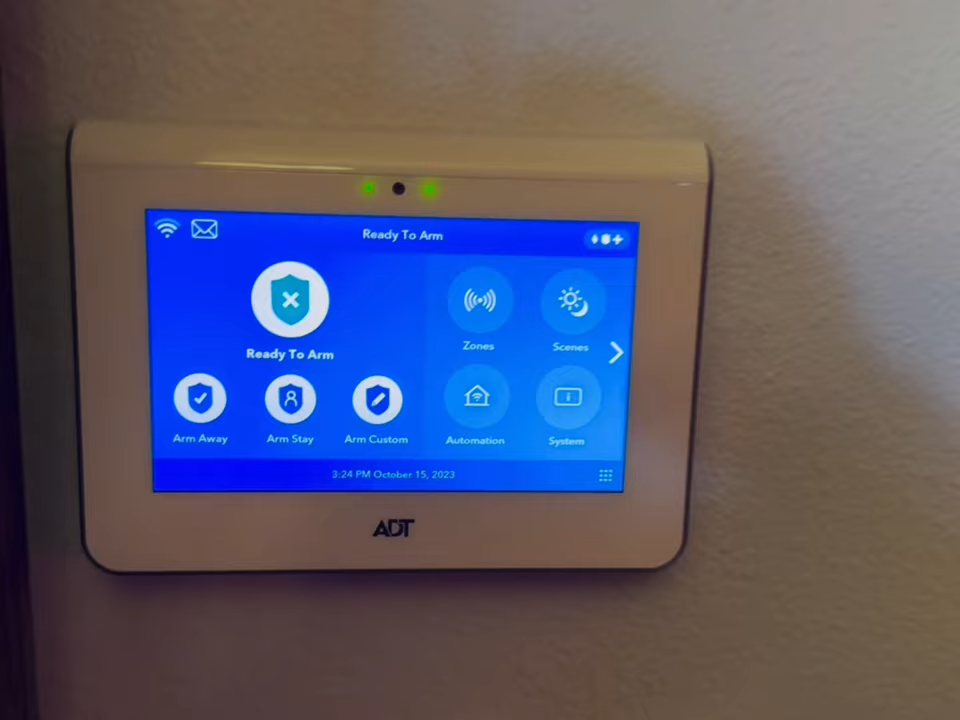 Ready To Arm
Ready To Arm
Zones
Scenes
Arm Away
Arm Stay
Arm Custom
Automation
System
3:24 PM October 15, 2023
ADT